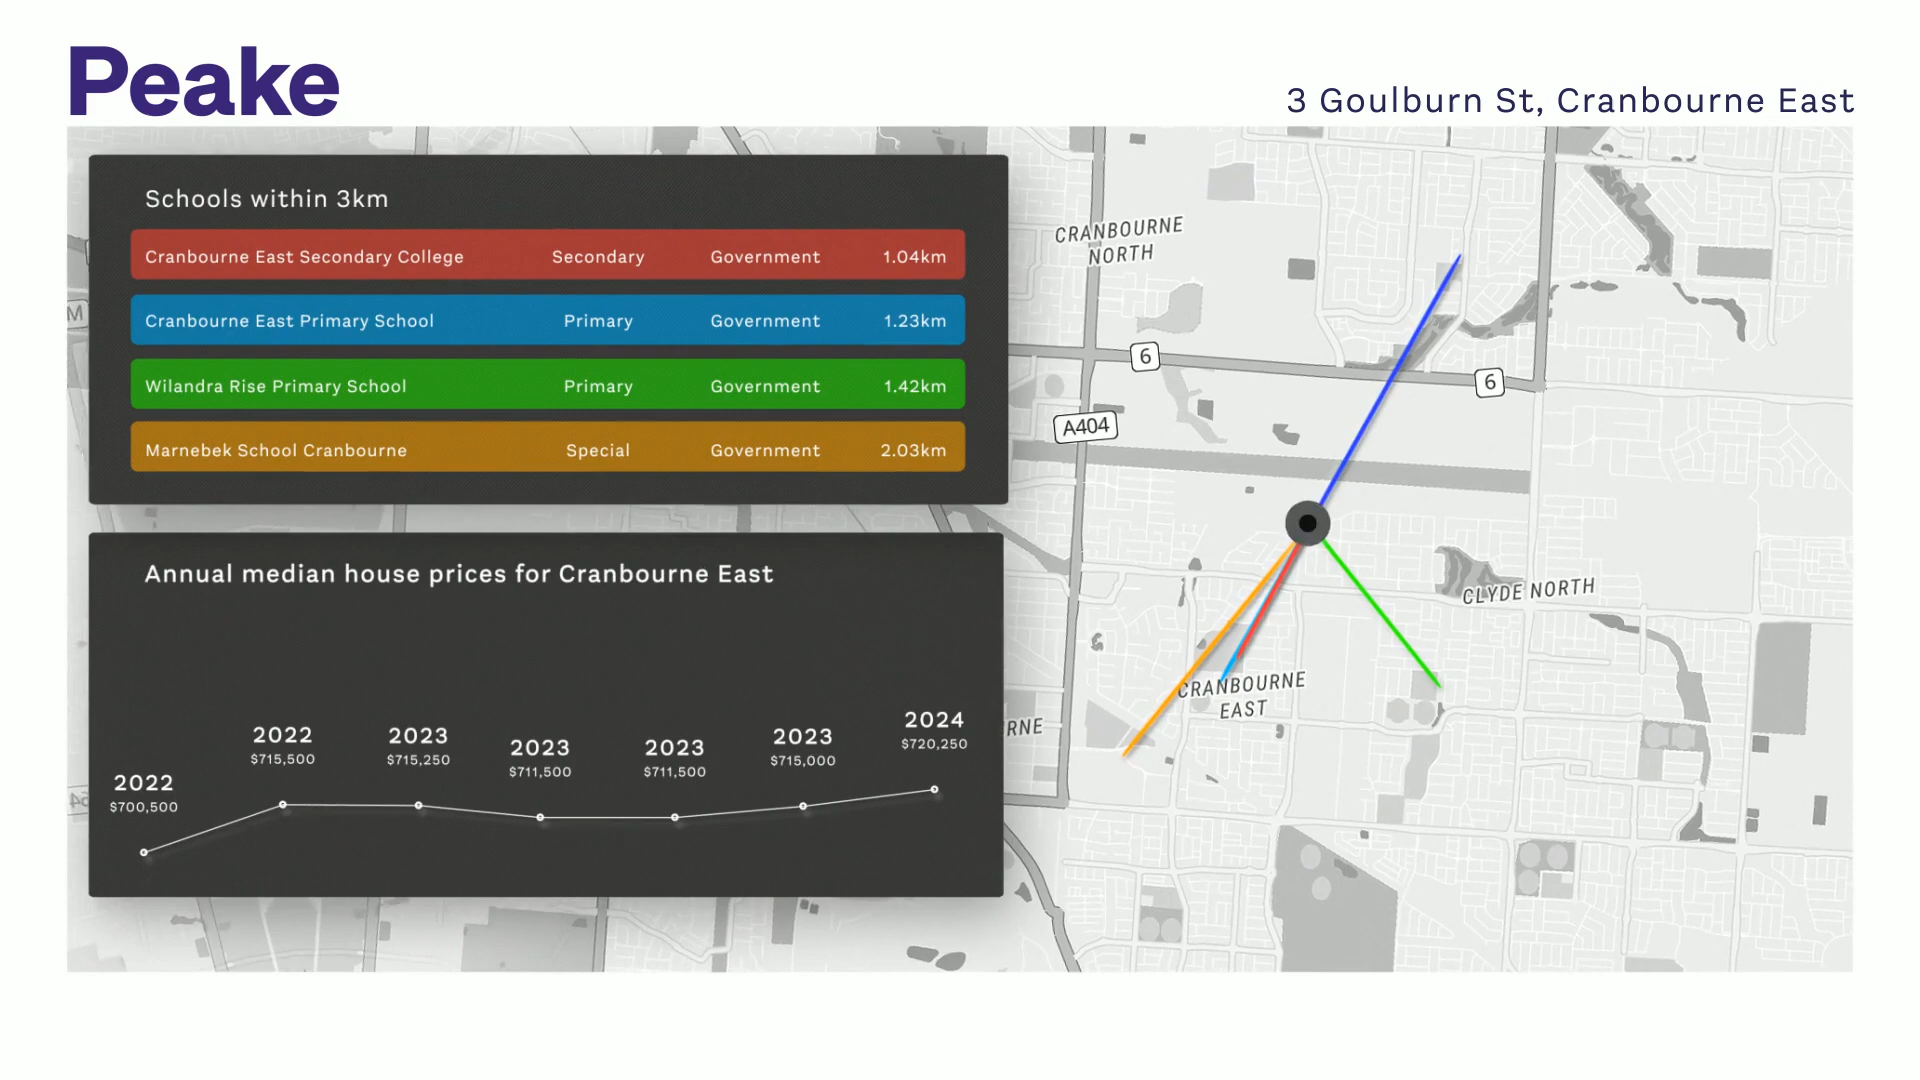 Peake
3 Goulburn St, Cranbourne East
Schools within 3km
Cranbourne East Secondary College Secondary Government 1.04km
Cranbourne East Primary School Primary Government 1.23km
Wilandra Rise Primary School Primary Government 1.42km
Marnebek School Cranbourne Special Government 2.03km
Annual median house prices for Cranbourne East
2022
$700,500
2022
$715,500
2023
$715,250
2023
$711,500
2023
$711,500
2023
$715,000
2024
$720,250
CRANBOURNE
NORTH
6
6
A404
CLYDE NORTH
CRANBOURNE
EAST
RNE
M